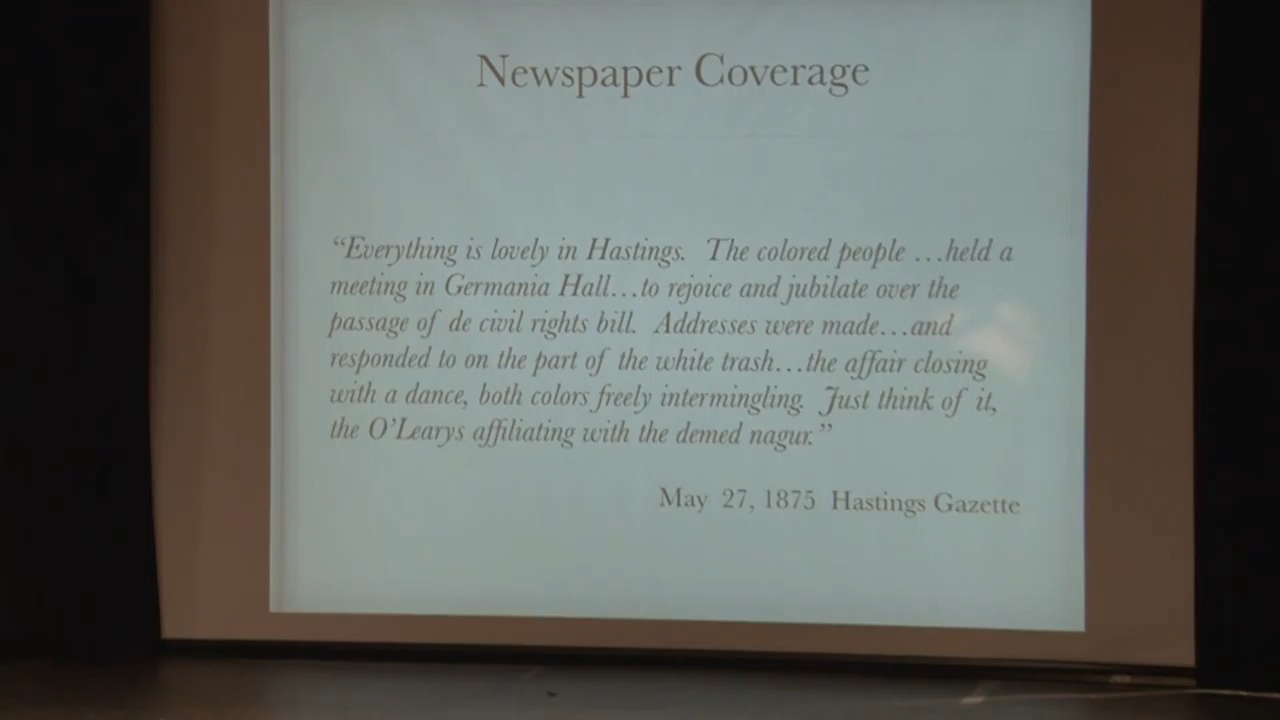 Newspaper Coverage
“Everything is lovely in Hastings. The colored people …held a
meeting in Germania Hall…to rejoice and jubilate over the
passage of de civil rights bill. Addresses were made…and
responded to on the part of the white trash…the affair closing
with a dance, both colors freely intermingling. Just think of it,
the O’Learys affiliating with the demed nagur.”
May 27, 1875 Hastings Gazette